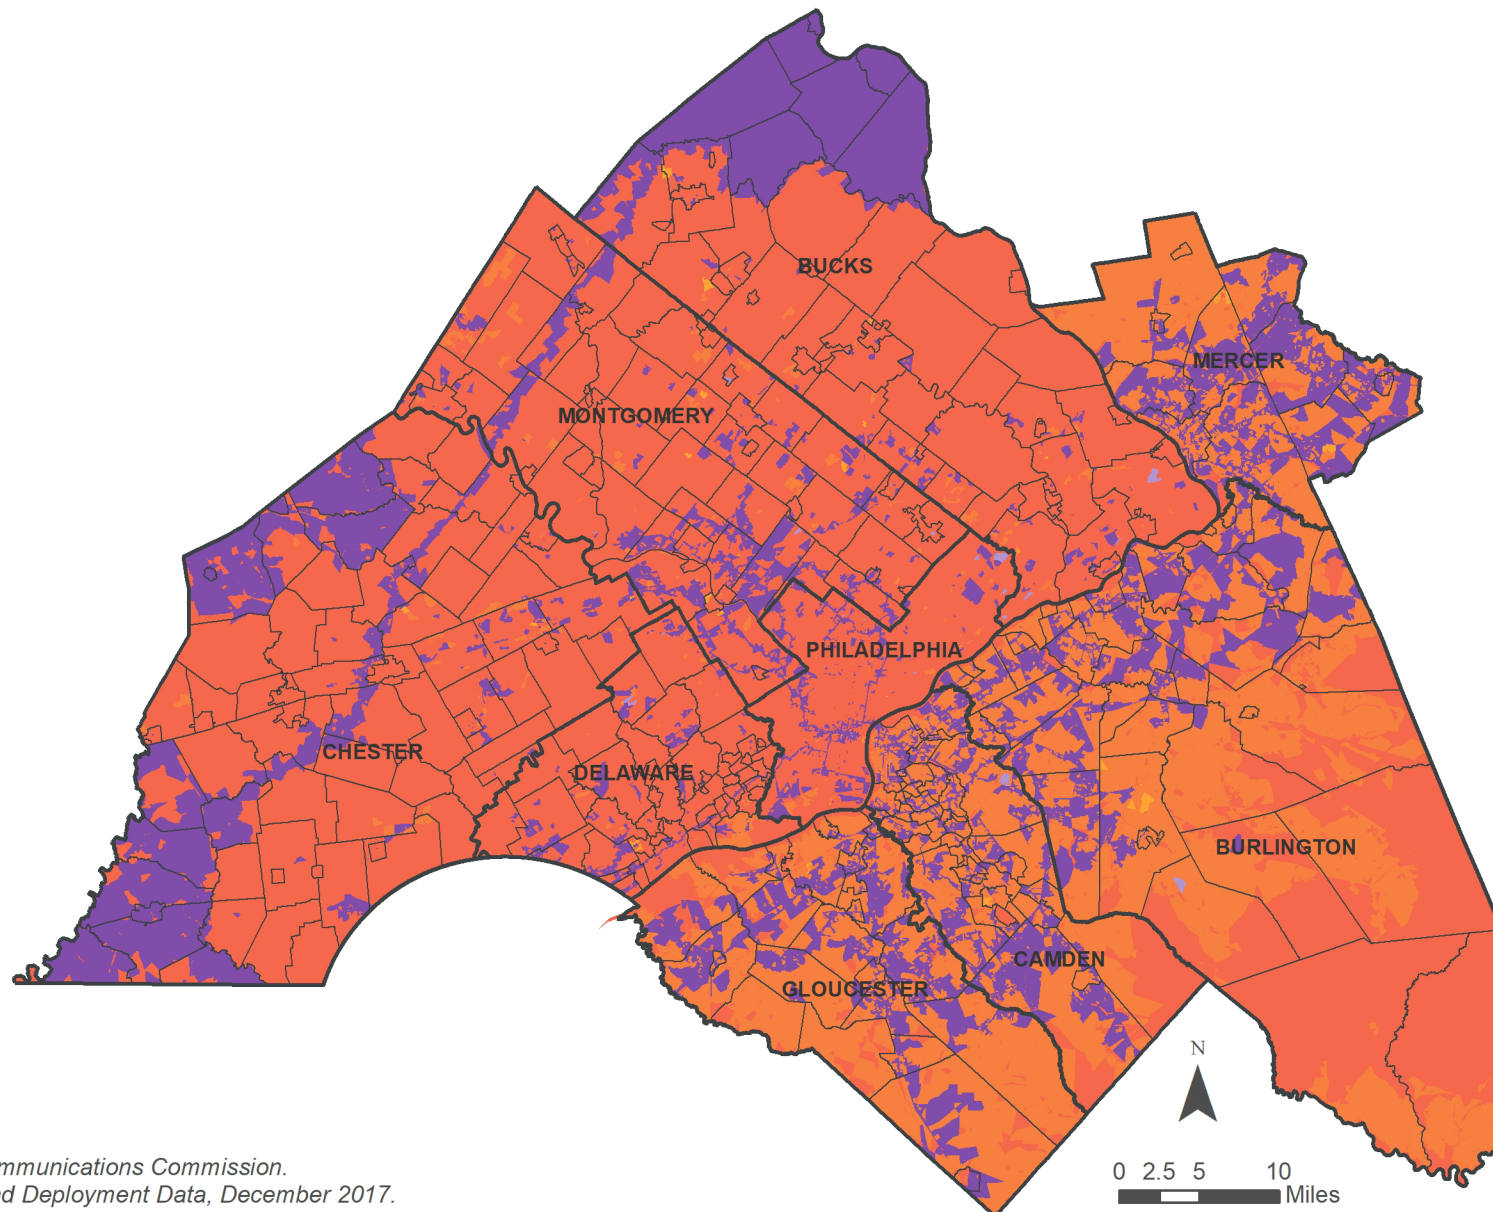 BUCKS
MERCER
MONTGOMERY
PHILADELPHIA
CHESTER
DELAWARE
BURLINGTON
CAMDEN
GLOUCESTER
N
mmunications Commission.
0 2.5 5 10
d Deployment Data, December 2017.
Miles